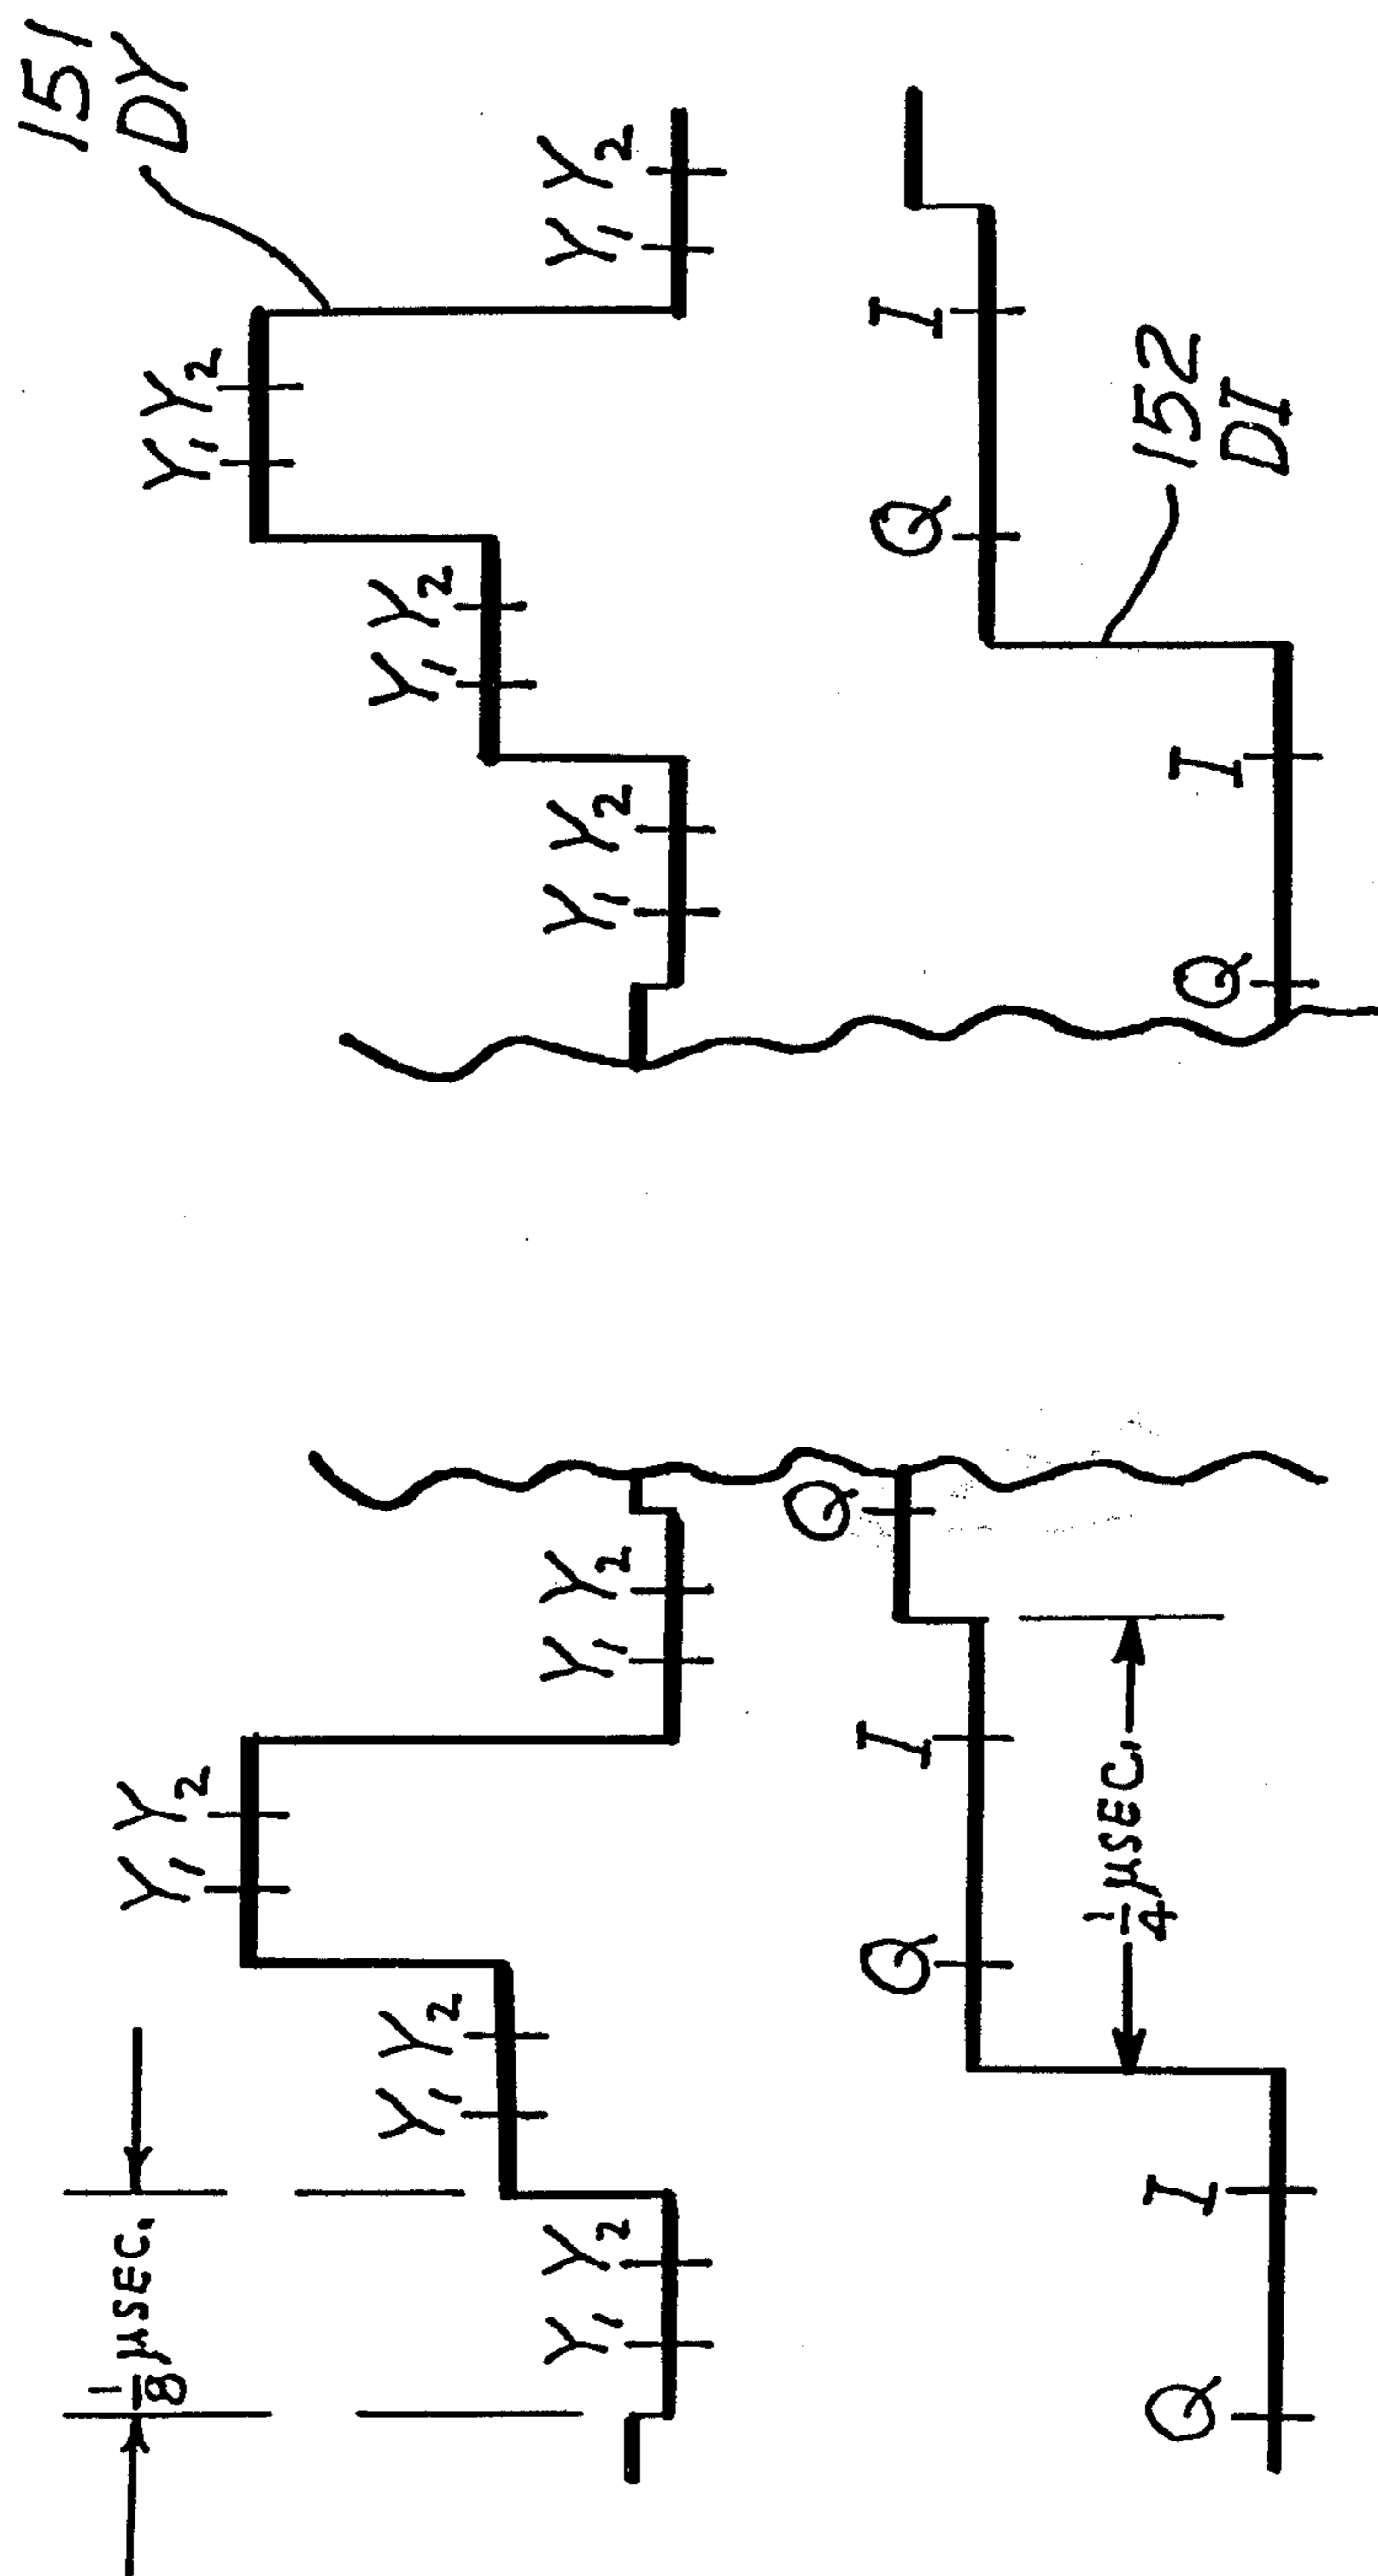 151
DY
1/8 µSEC.
Y₁ Y₂
Y₁ Y₂
Y₁ Y₂
Y₁ Y₂
Y₁ Y₂
Y₁ Y₂
Y₁ Y₂
Y₁ Y₂
Q
Q I
Q I
1/4 µSEC.
152
DI
Q I
Q I